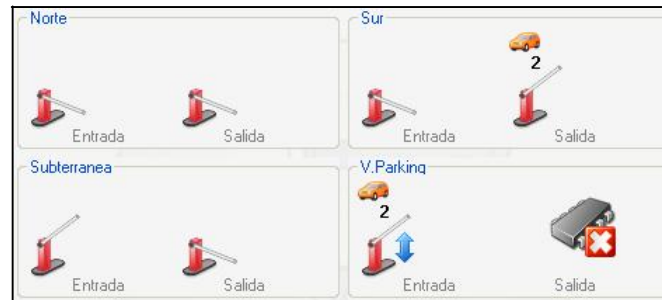 Norte
Entrada
Salida
Sur
2
Entrada
Salida
Subterranea
Entrada
Salida
V.Parking
2
Entrada
Salida